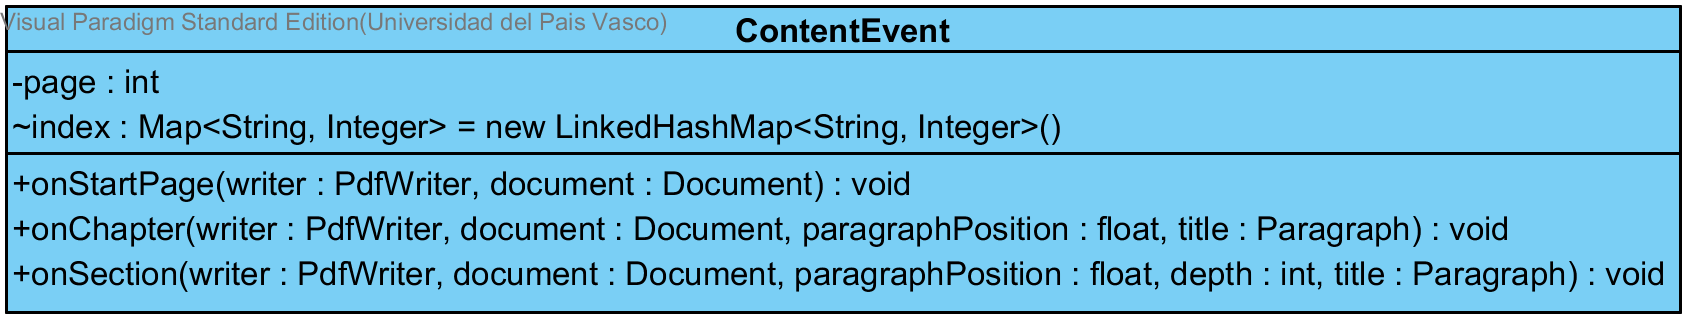 Visual Paradigm Standard Edition(Universidad del Pais Vasco)
ContentEvent
-page : int
~index : Map<String, Integer> = new LinkedHashMap<String, Integer>()
+onStartPage(writer : PdfWriter, document : Document) : void
+onChapter(writer : PdfWriter, document : Document, paragraphPosition : float, title : Paragraph) : void
+onSection(writer : PdfWriter, document : Document, paragraphPosition : float, depth : int, title : Paragraph) : void